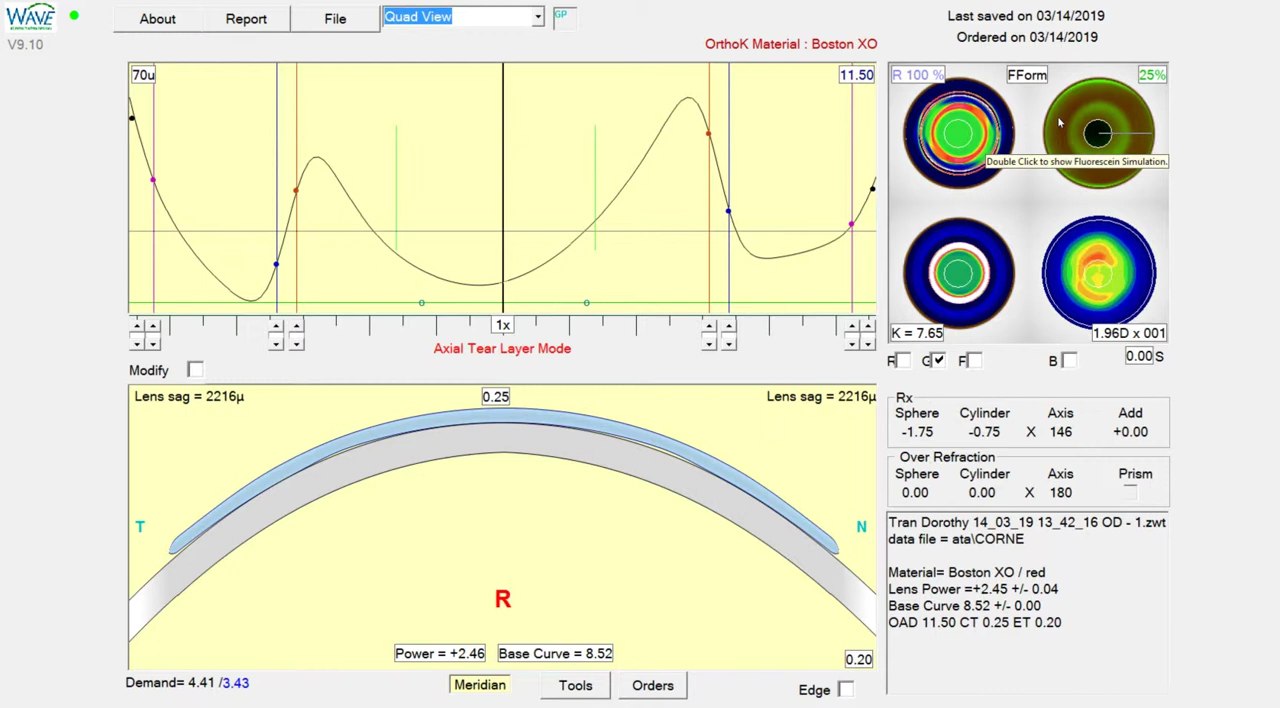 WAVE
V9.10
About
Report
File
Quad View
GP
Last saved on 03/14/2019
Ordered on 03/14/2019
OrthoK Material : Boston XO
70u
11.50
1x
Axial Tear Layer Mode
Modify
R 100 %
FForm
25%
Double Click to show Fluorescein Simulation.
K = 7.65
1.96D x 001
R
G
F
B
0.00 S
Lens sag = 2216µ
0.25
Lens sag = 2216µ
T
N
R
Power = +2.46
Base Curve = 8.52
0.20
Demand= 4.41 /3.43
Meridian
Tools
Orders
Edge
Rx
Sphere Cylinder Axis Add
-1.75 -0.75 X 146 +0.00
Over Refraction
Sphere Cylinder Axis Prism
0.00 0.00 X 180
Tran Dorothy 14_03_19 13_42_16 OD - 1.zwt
data file = ata\CORNE
Material= Boston XO / red
Lens Power =+2.45 +/- 0.04
Base Curve 8.52 +/- 0.00
OAD 11.50 CT 0.25 ET 0.20